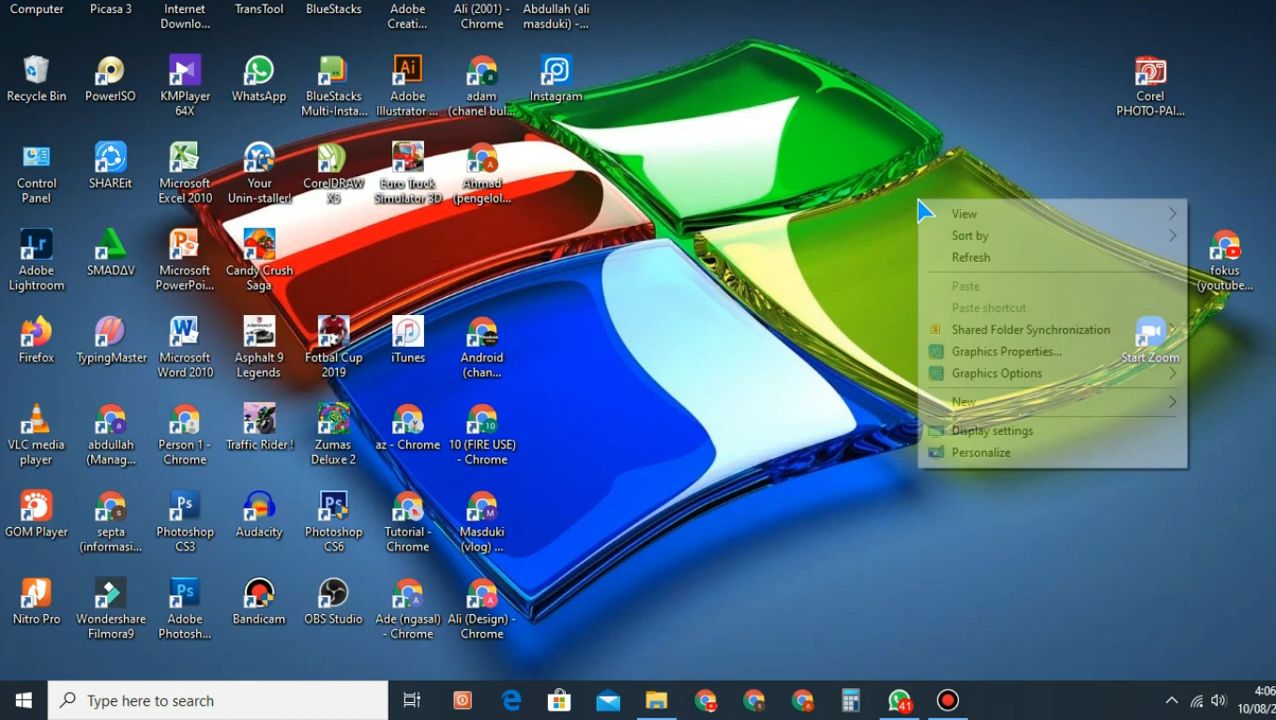 Computer
Picasa 3
Internet
Downlo...
TransTool
BlueStacks
Adobe
Creati...
Ali (2001) -
Chrome
Abdullah (ali
masduki) -...
Recycle Bin
PowerISO
KMPlayer
64X
WhatsApp
BlueStacks
Multi-Insta...
Adobe
Illustrator ...
adam
(chanel bul...
Instagram
Corel
PHOTO-PAI...
Control
Panel
SHAREit
Microsoft
Excel 2010
Your
Unin-staller!
CorelDRAW
X5
Euro Truck
Simulator 3D
Ahmad
(pengelol...
Adobe
Lightroom
SMADΔV
Microsoft
PowerPoi...
Candy Crush
Saga
fokus
(youtube...
View
Sort by
Refresh
Paste
Paste shortcut
Shared Folder Synchronization
Graphics Properties...
Graphics Options
New
Display settings
Personalize
Start Zoom
Firefox
TypingMaster
Microsoft
Word 2010
Asphalt 9
Legends
Fotbal Cup
2019
iTunes
Android
(chan...
VLC media
player
abdullah
(Manag...
Person 1 -
Chrome
Traffic Rider !
Zumas
Deluxe 2
az - Chrome
10 (FIRE USE)
- Chrome
GOM Player
septa
(informasi...
Photoshop
CS3
Audacity
Photoshop
CS6
Tutorial -
Chrome
Masduki
(vlog) ...
Nitro Pro
Wondershare
Filmora9
Adobe
Photosh...
Bandicam
OBS Studio
Ade (ngasal)
- Chrome
Ali (Design) -
Chrome
Type here to search
41
4:06
10/08/2